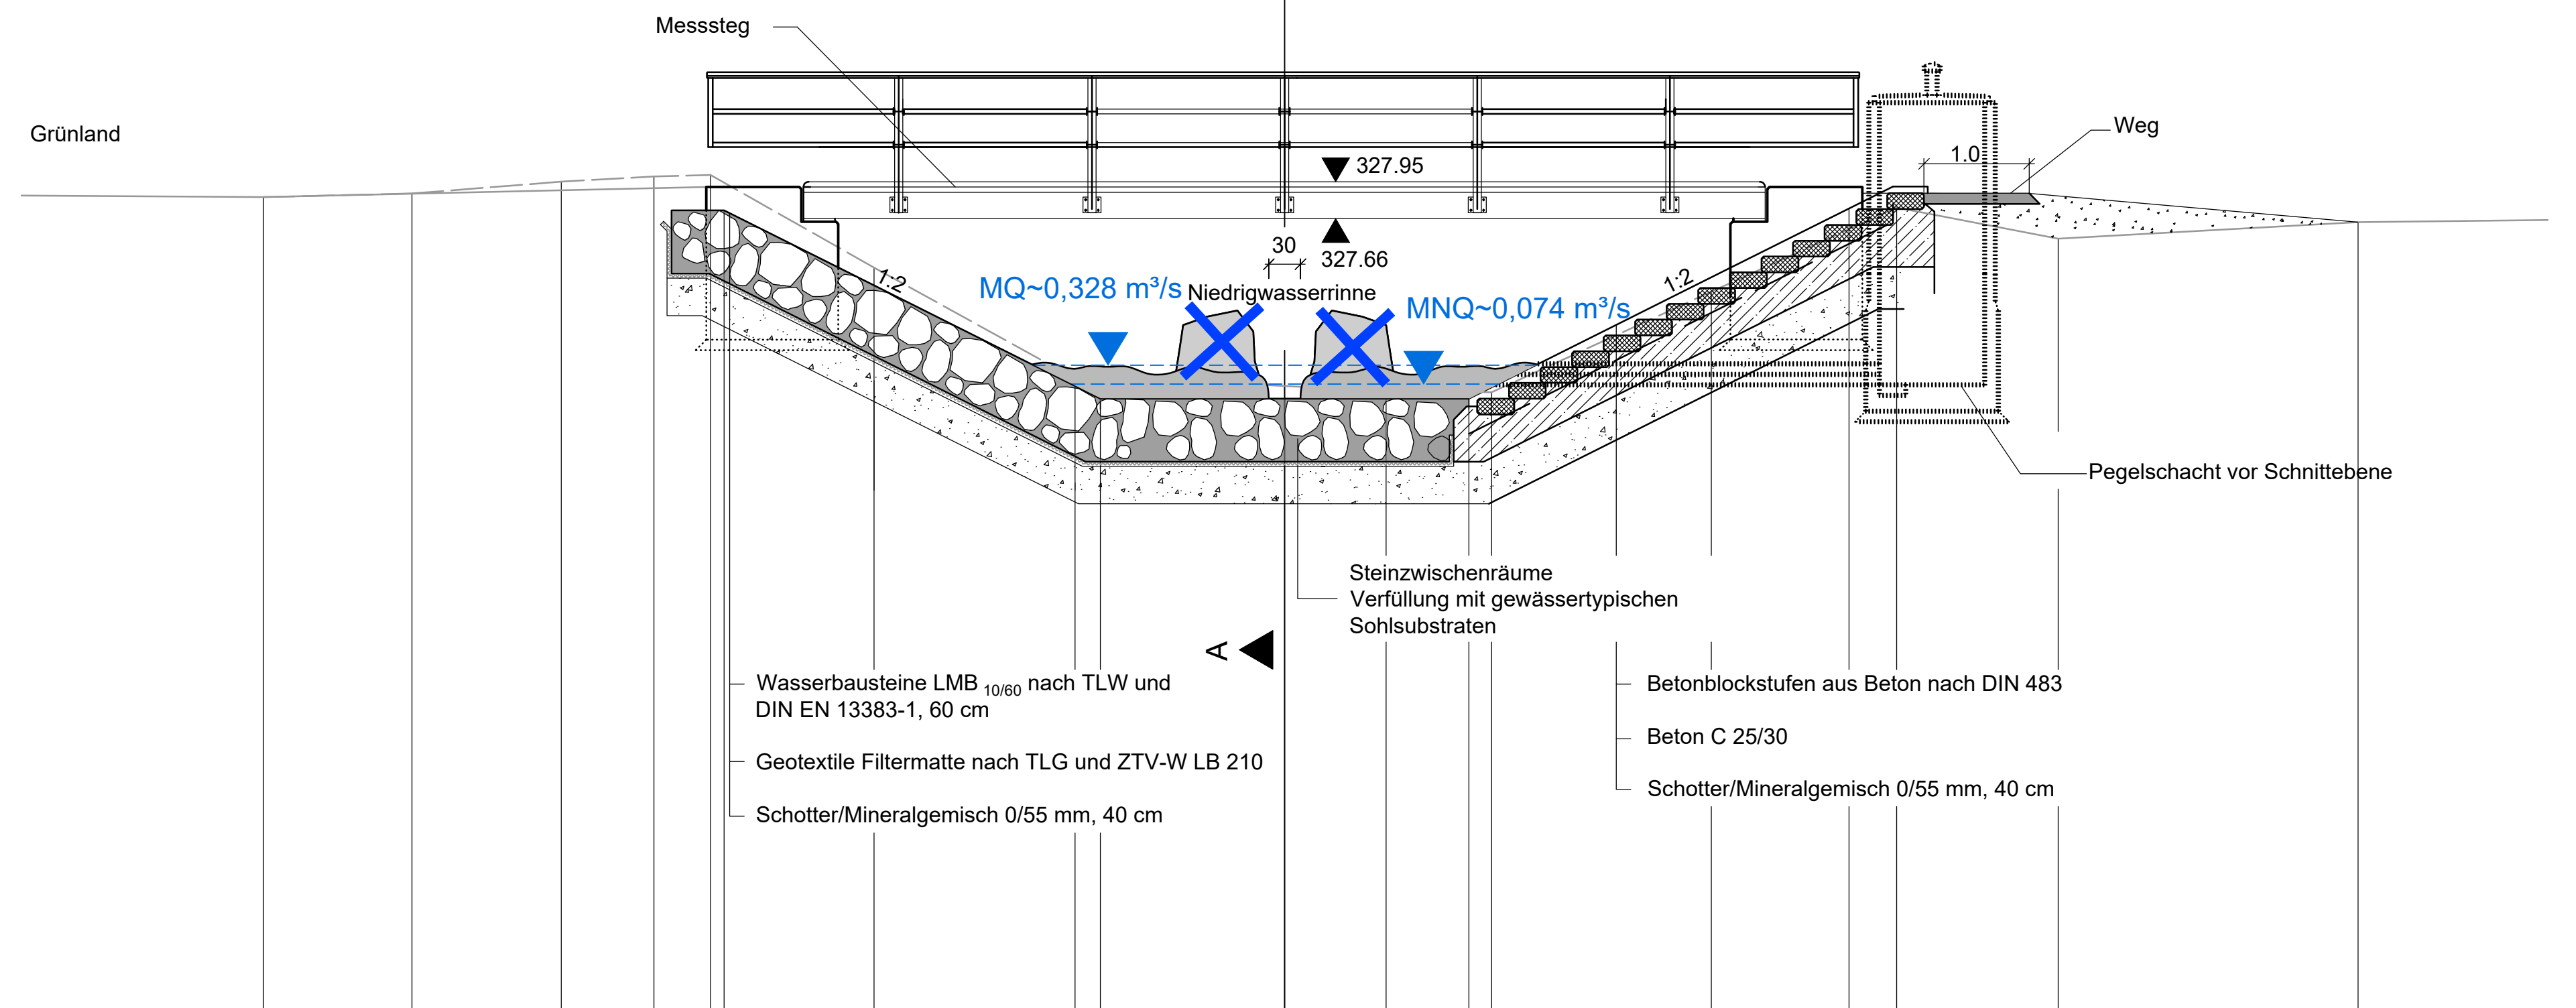 Messsteg
Grünland
Weg
1.0
327.95
30
327.66
1:2
1:2
MQ~0,328 m³/s
Niedrigwasserrinne
MNQ~0,074 m³/s
Pegelschacht vor Schnittebene
Steinzwischenräume
Verfüllung mit gewässertypischen
Sohlsubstraten
A
Wasserbausteine LMB 10/60 nach TLW und
DIN EN 13383-1, 60 cm
Geotextile Filtermatte nach TLG und ZTV-W LB 210
Schotter/Mineralgemisch 0/55 mm, 40 cm
Betonblockstufen aus Beton nach DIN 483
Beton C 25/30
Schotter/Mineralgemisch 0/55 mm, 40 cm